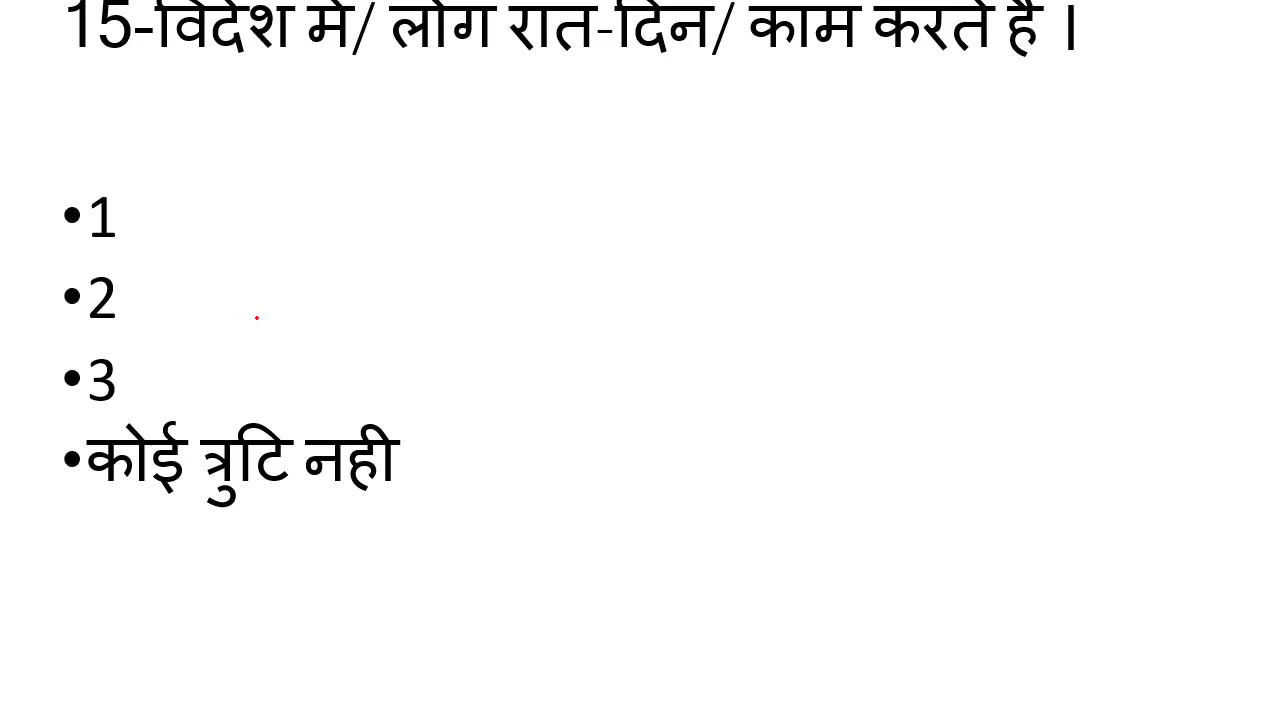 15-विदेश मे/ लोग रात-दिन/ काम करते है ।
•1
•2
•3
•कोई त्रुटि नही